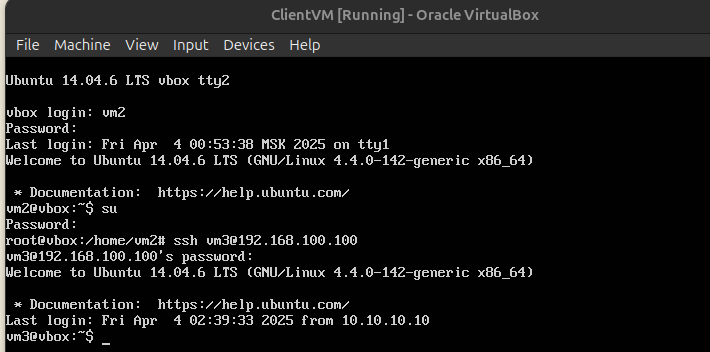 ClientVM [Running] - Oracle VirtualBox
File Machine View Input Devices Help
Ubuntu 14.04.6 LTS vbox tty2
vbox login: vm2
Password:
Last login: Fri Apr  4 00:53:38 MSK 2025 on tty1
Welcome to Ubuntu 14.04.6 LTS (GNU/Linux 4.4.0-142-generic x86_64)
 * Documentation:  https://help.ubuntu.com/
vm2@vbox:~$ su
Password:
root@vbox:/home/vm2# ssh vm3@192.168.100.100
vm3@192.168.100.100's password:
Welcome to Ubuntu 14.04.6 LTS (GNU/Linux 4.4.0-142-generic x86_64)
 * Documentation:  https://help.ubuntu.com/
Last login: Fri Apr  4 02:39:33 2025 from 10.10.10.10
vm3@vbox:~$ _